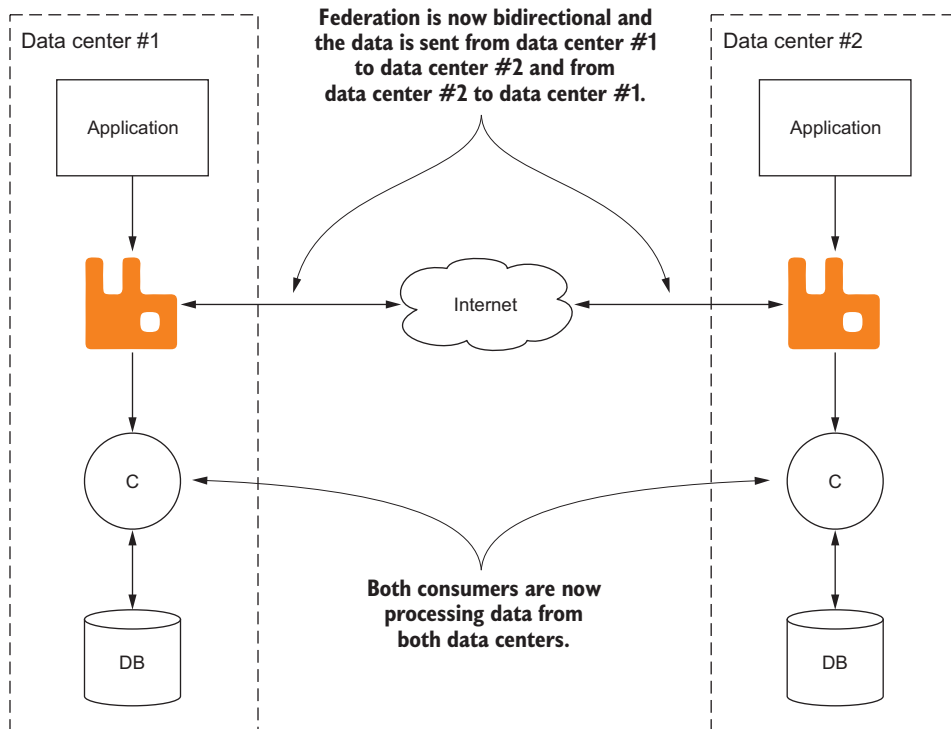 Federation is now bidirectional and
the data is sent from data center #1
to data center #2 and from
data center #2 to data center #1.
Data center #1
Data center #2
Application
Application
Internet
C
C
Both consumers are now
processing data from
both data centers.
DB
DB